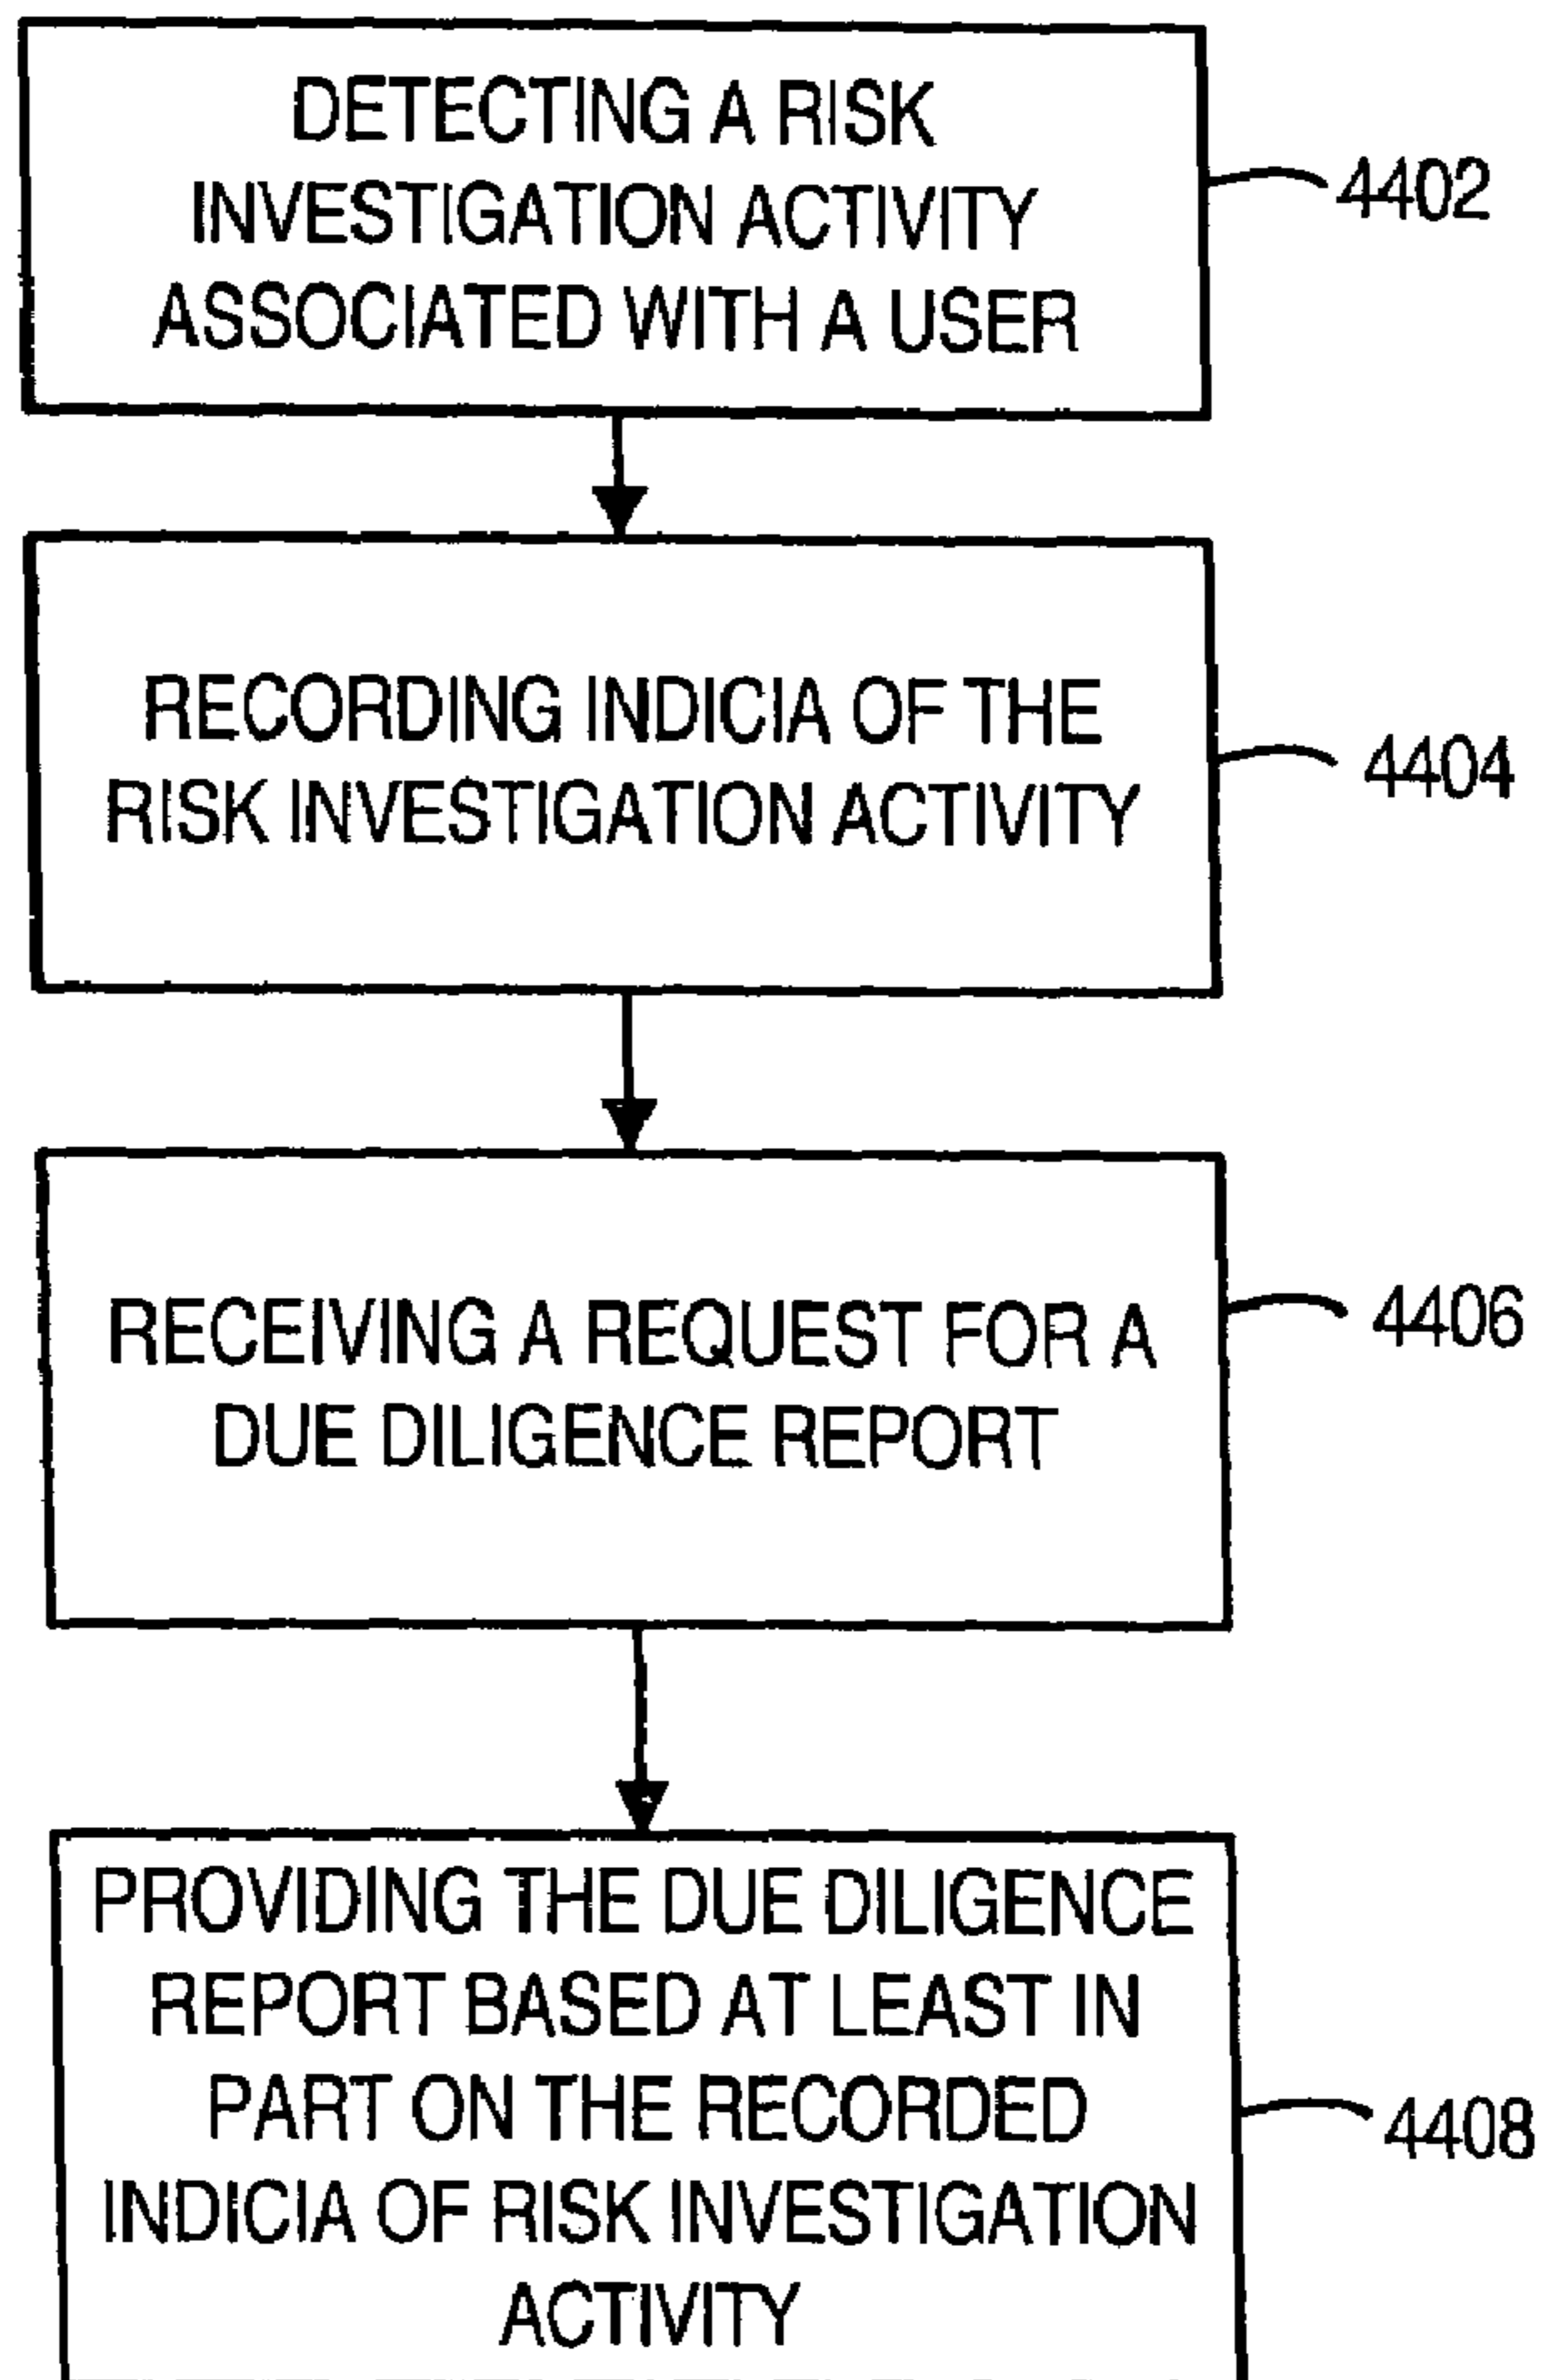 DETECTING A RISK
INVESTIGATION ACTIVITY
ASSOCIATED WITH A USER
4402
RECORDING INDICIA OF THE
RISK INVESTIGATION ACTIVITY
4404
RECEIVING A REQUEST FOR A
DUE DILIGENCE REPORT
4406
PROVIDING THE DUE DILIGENCE
REPORT BASED AT LEAST IN
PART ON THE RECORDED
INDICIA OF RISK INVESTIGATION
ACTIVITY
4408